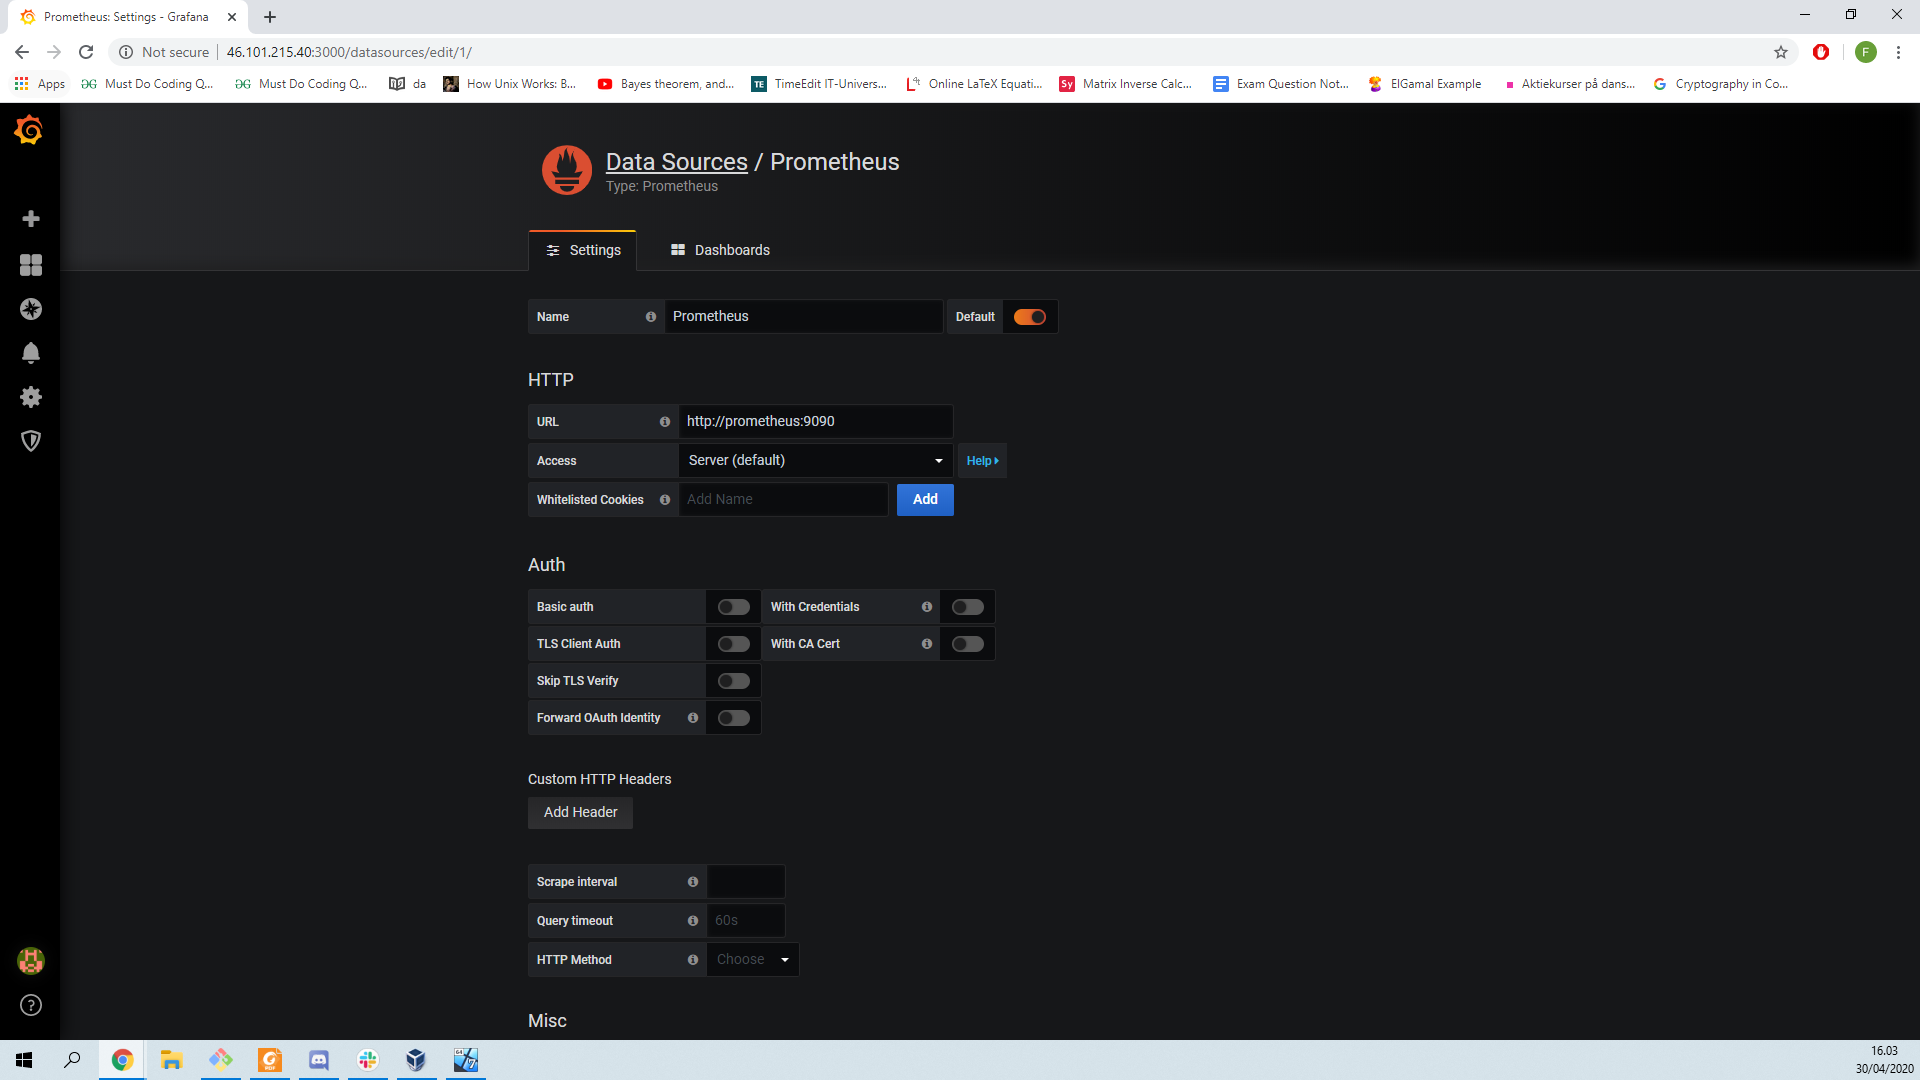 Prometheus: Settings - Grafana
Not secure 46.101.215.40:3000/datasources/edit/1/
F
Apps Must Do Coding Q... Must Do Coding Q... da How Unix Works: B... Bayes theorem, and... TE TimeEdit IT-Univers... Online LaTeX Equati... Sy Matrix Inverse Calc... Exam Question Not... ElGamal Example Aktiekurser på dans... Cryptography in Co...
Data Sources / Prometheus
Type: Prometheus
Settings Dashboards
Name Prometheus Default
HTTP
URL http://prometheus:9090
Access Server (default) Help
Whitelisted Cookies Add Name Add
Auth
Basic auth With Credentials
TLS Client Auth With CA Cert
Skip TLS Verify
Forward OAuth Identity
Custom HTTP Headers
Add Header
Scrape interval
Query timeout 60s
HTTP Method Choose
Misc
16.03
30/04/2020